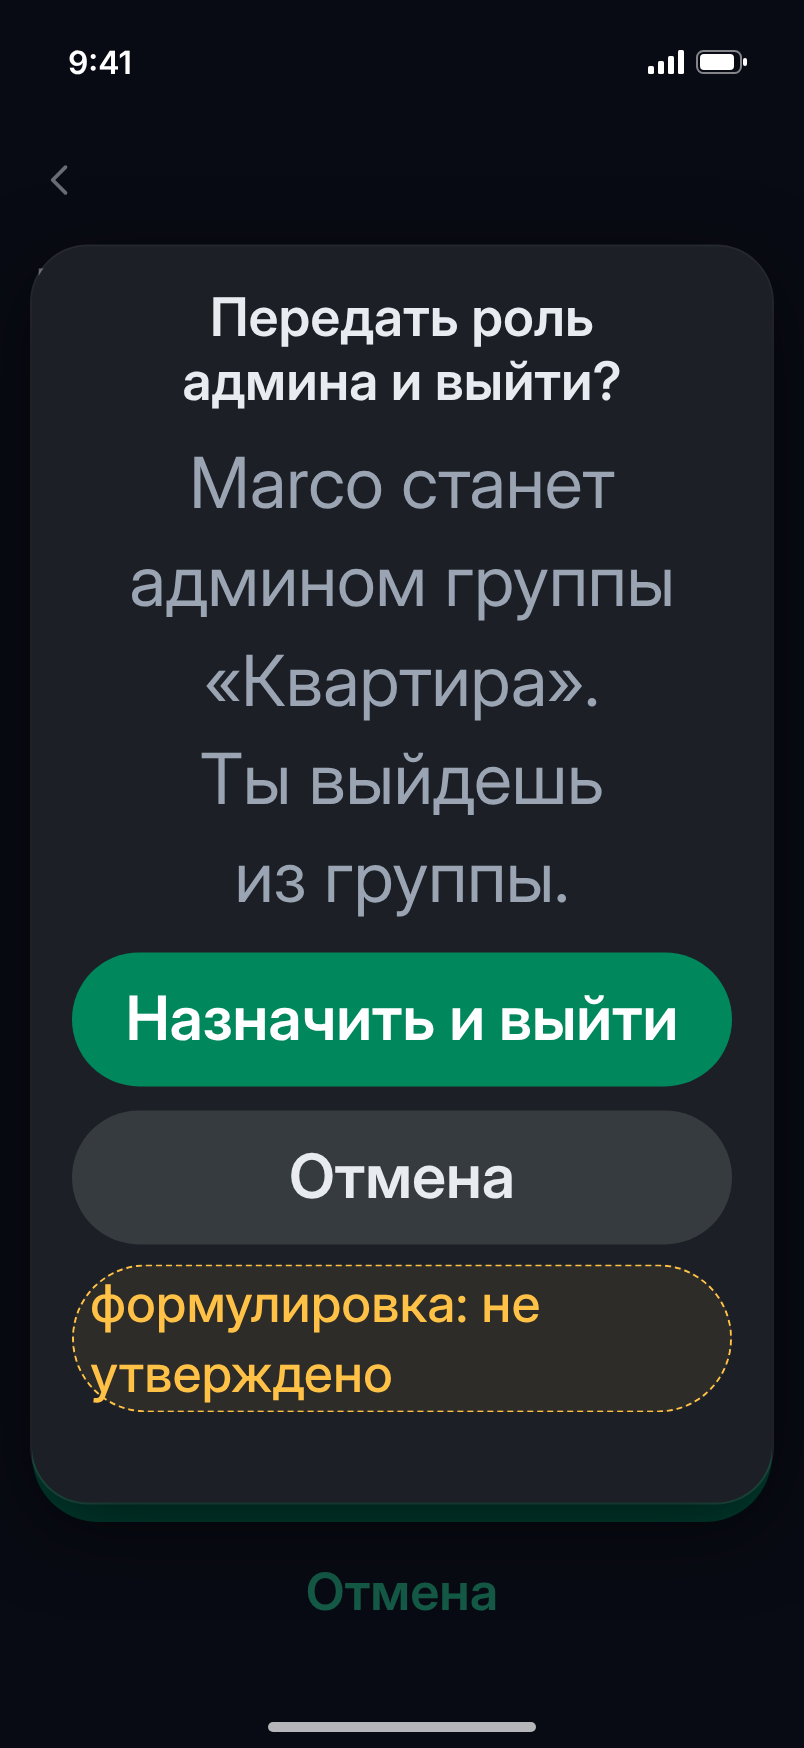 9:41
Передать роль
админа и выйти?
Marco станет
админом группы
«Квартира».
Ты выйдешь
из группы.
Назначить и выйти
Отмена
формулировка: не
утверждено
Отмена